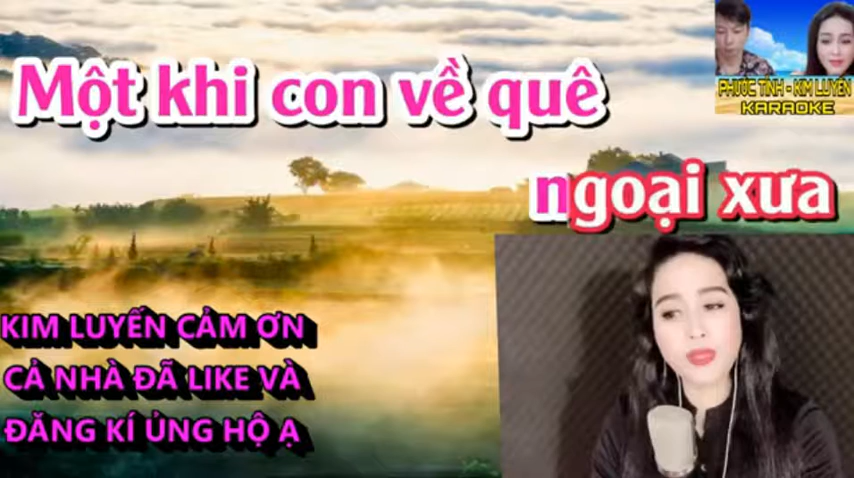 Một khi con về quê
ngoại xưa
PHƯỚC TÌNH - KIM LUYẾN
KARAOKE
KIM LUYẾN CẢM ƠN
CẢ NHÀ ĐÃ LIKE VÀ
ĐĂNG KÍ ỦNG HỘ Ạ